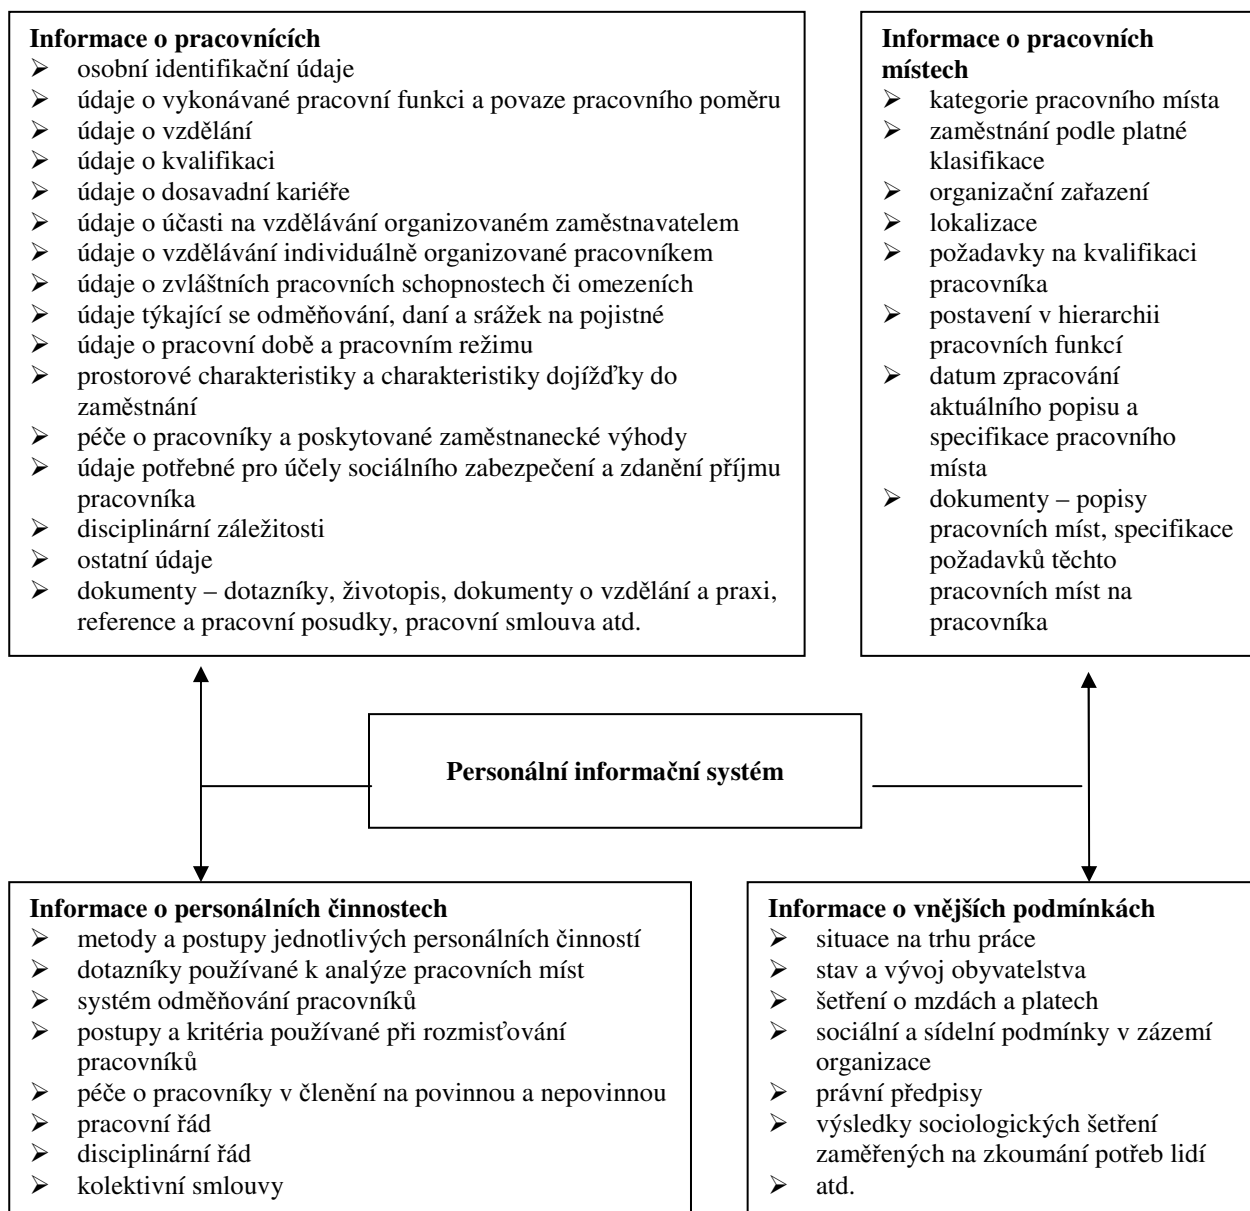 Informace o pracovnících
➢ osobní identifikační údaje
➢ údaje o vykonávané pracovní funkci a povaze pracovního poměru
➢ údaje o vzdělání
➢ údaje o kvalifikaci
➢ údaje o dosavadní kariéře
➢ údaje o účasti na vzdělávání organizovaném zaměstnavatelem
➢ údaje o vzdělávání individuálně organizované pracovníkem
➢ údaje o zvláštních pracovních schopnostech či omezeních
➢ údaje týkající se odměňování, daní a srážek na pojistné
➢ údaje o pracovní době a pracovním režimu
➢ prostorové charakteristiky a charakteristiky dojížďky do
zaměstnání
➢ péče o pracovníky a poskytované zaměstnanecké výhody
➢ údaje potřebné pro účely sociálního zabezpečení a zdanění příjmu
pracovníka
➢ disciplinární záležitosti
➢ ostatní údaje
➢ dokumenty – dotazníky, životopis, dokumenty o vzdělání a praxi,
reference a pracovní posudky, pracovní smlouva atd.
Informace o pracovních
místech
➢ kategorie pracovního místa
➢ zaměstnání podle platné
klasifikace
➢ organizační zařazení
➢ lokalizace
➢ požadavky na kvalifikaci
pracovníka
➢ postavení v hierarchii
pracovních funkcí
➢ datum zpracování
aktuálního popisu a
specifikace pracovního
místa
➢ dokumenty – popisy
pracovních míst, specifikace
požadavků těchto
pracovních míst na
pracovníka
Personální informační systém
Informace o personálních činnostech
➢ metody a postupy jednotlivých personálních činností
➢ dotazníky používané k analýze pracovních míst
➢ systém odměňování pracovníků
➢ postupy a kritéria používané při rozmisťování
pracovníků
➢ péče o pracovníky v členění na povinnou a nepovinnou
➢ pracovní řád
➢ disciplinární řád
➢ kolektivní smlouvy
Informace o vnějších podmínkách
➢ situace na trhu práce
➢ stav a vývoj obyvatelstva
➢ šetření o mzdách a platech
➢ sociální a sídelní podmínky v zázemí
organizace
➢ právní předpisy
➢ výsledky sociologických šetření
zaměřených na zkoumání potřeb lidí
➢ atd.